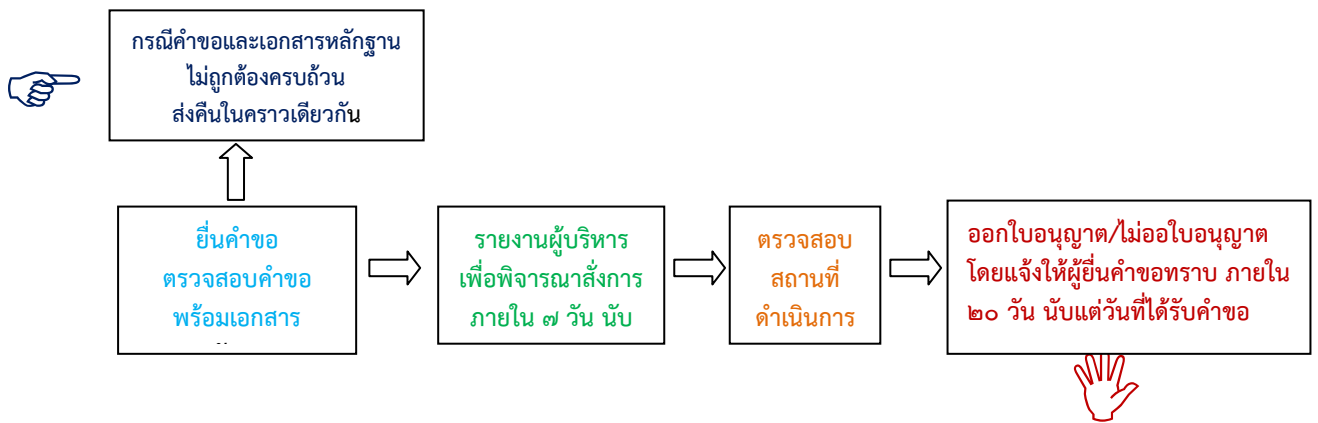 กรณีคำขอและเอกสารหลักฐาน
ไม่ถูกต้องครบถ้วน
ส่งคืนในคราวเดียวกัน
ยื่นคำขอ
ตรวจสอบคำขอ
พร้อมเอกสาร
รายงานผู้บริหาร
เพื่อพิจารณาสั่งการ
ภายใน ๗ วัน นับ
ตรวจสอบ
สถานที่
ดำเนินการ
ออกใบอนุญาต/ไม่ออใบอนุญาต
โดยแจ้งให้ผู้ยื่นคำขอทราบ ภายใน
๒๐ วัน นับแต่วันที่ได้รับคำขอ